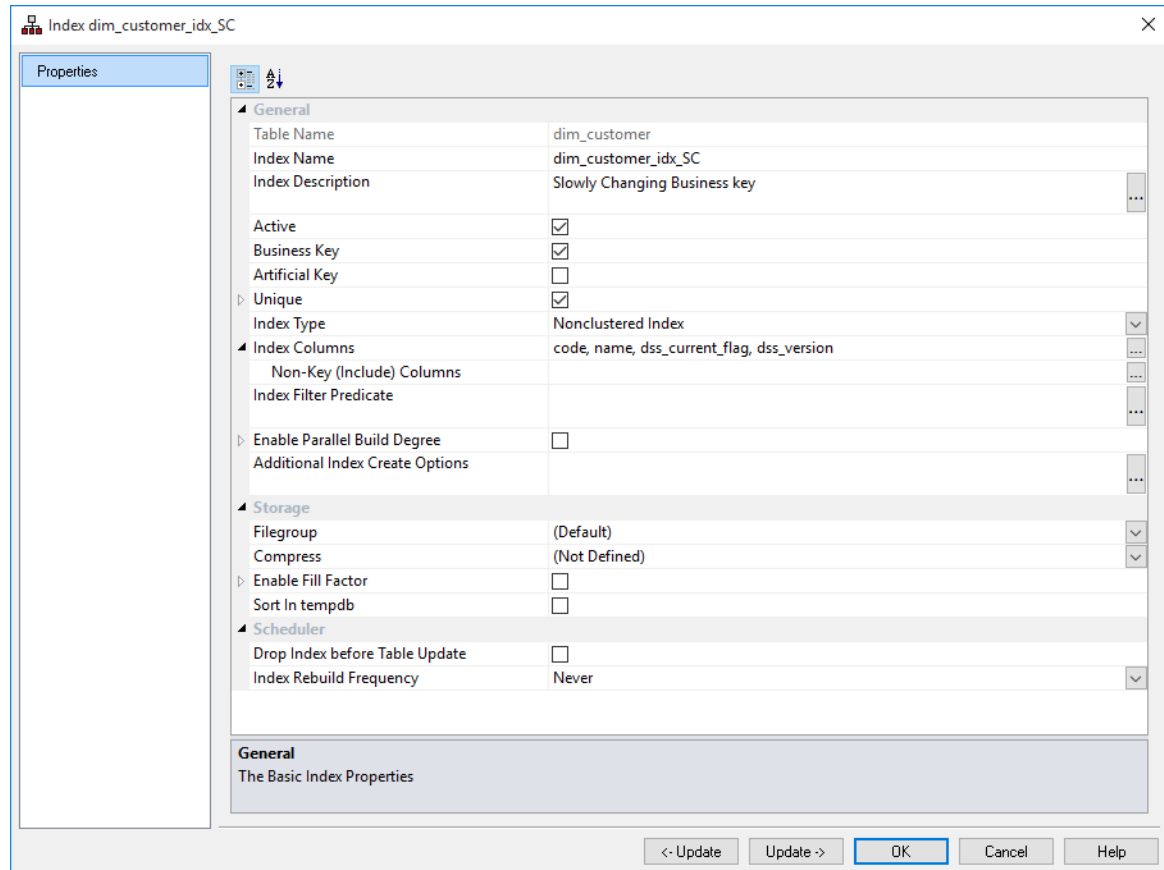 Index dim_customer_idx_SC
Properties
General
Table Name dim_customer
Index Name dim_customer_idx_SC
Index Description Slowly Changing Business key
...
Active
Business Key
Artificial Key
Unique
Index Type Nonclustered Index
Index Columns code, name, dss_current_flag, dss_version ...
Non-Key (Include) Columns ...
Index Filter Predicate
...
Enable Parallel Build Degree
Additional Index Create Options
...
Storage
Filegroup (Default)
Compress (Not Defined)
Enable Fill Factor
Sort In tempdb
Scheduler
Drop Index before Table Update
Index Rebuild Frequency Never
General
The Basic Index Properties
<- Update Update -> OK Cancel Help